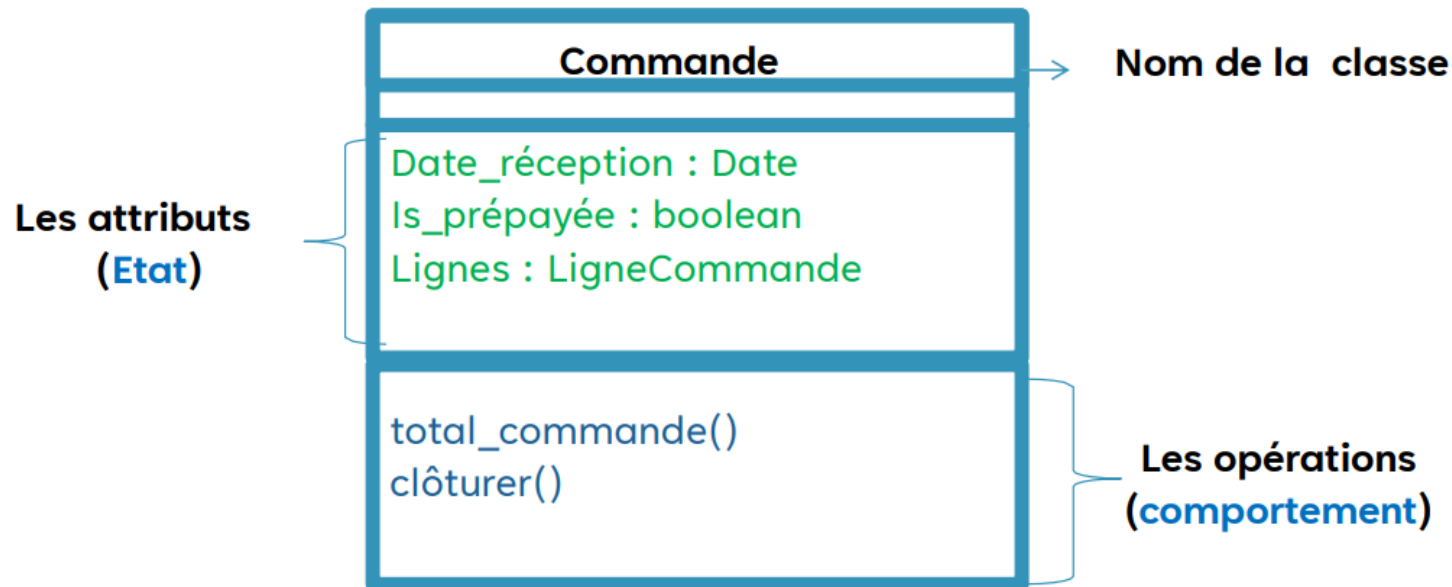 Commande
Nom de la classe
Les attributs
(Etat)
Date_réception : Date
Is_prépayée : boolean
Lignes : LigneCommande
total_commande()
clôturer()
Les opérations
(comportement)